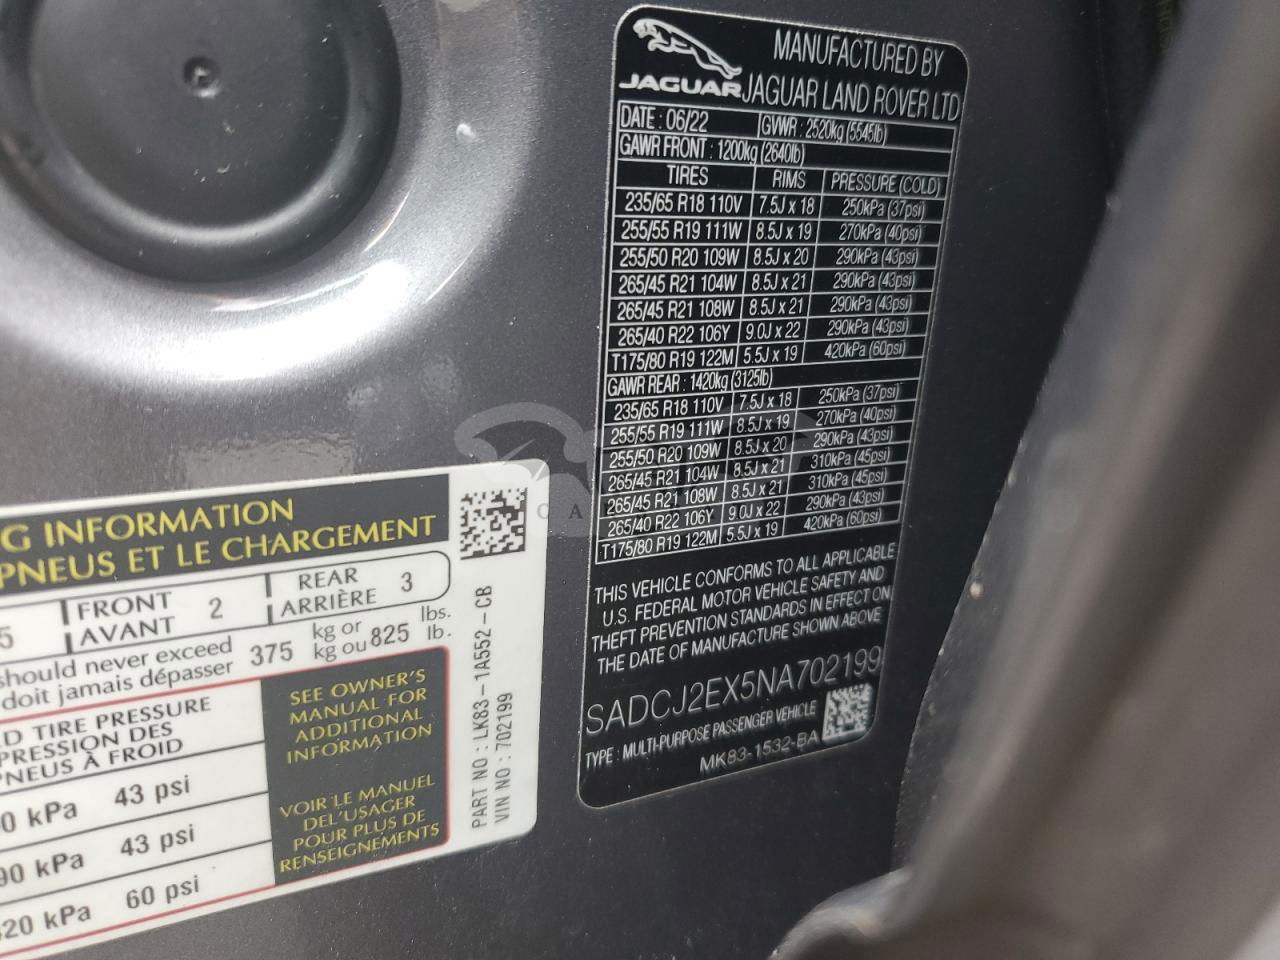 JAGUAR
MANUFACTURED BY
JAGUAR LAND ROVER LTD
DATE : 06/22 GVWR : 2520kg (5545lb)
GAWR FRONT : 1200kg (2640lb)
TIRES RIMS PRESSURE (COLD)
235/65 R18 110V 7.5J x 18 250kPa (37psi)
255/55 R19 111W 8.5J x 19 270kPa (40psi)
255/50 R20 109W 8.5J x 20 290kPa (43psi)
265/45 R21 104W 8.5J x 21 290kPa (43psi)
265/45 R21 108W 8.5J x 21 290kPa (43psi)
265/40 R22 106Y 9.0J x 22 290kPa (43psi)
T175/80 R19 122M 5.5J x 19 420kPa (60psi)
GAWR REAR : 1420kg (3125lb)
235/65 R18 110V 7.5J x 18 250kPa (37psi)
255/55 R19 111W 8.5J x 19 270kPa (40psi)
255/50 R20 109W 8.5J x 20 290kPa (43psi)
265/45 R21 104W 8.5J x 21 310kPa (45psi)
265/45 R21 108W 8.5J x 21 310kPa (45psi)
265/40 R22 106Y 9.0J x 22 290kPa (43psi)
T175/80 R19 122M 5.5J x 19 420kPa (60psi)
THIS VEHICLE CONFORMS TO ALL APPLICABLE
U.S. FEDERAL MOTOR VEHICLE SAFETY AND
THEFT PREVENTION STANDARDS IN EFFECT ON
THE DATE OF MANUFACTURE SHOWN ABOVE
SADCJ2EX5NA702199
TYPE : MULTI-PURPOSE PASSENGER VEHICLE
MK83-1532-BA
G INFORMATION
PNEUS ET LE CHARGEMENT
5 FRONT 2 REAR 3
AVANT ARRIÈRE
should never exceed 375 kg or 825 lbs.
doit jamais dépasser kg ou lb.
D TIRE PRESSURE
PRESSION DES
PNEUS À FROID
0 kPa 43 psi
90 kPa 43 psi
420 kPa 60 psi
SEE OWNER'S
MANUAL FOR
ADDITIONAL
INFORMATION
VOIR LE MANUEL
DEL'USAGER
POUR PLUS DE
RENSEIGNEMENTS
PART NO : LK83-1A552-CB
VIN NO : 702199